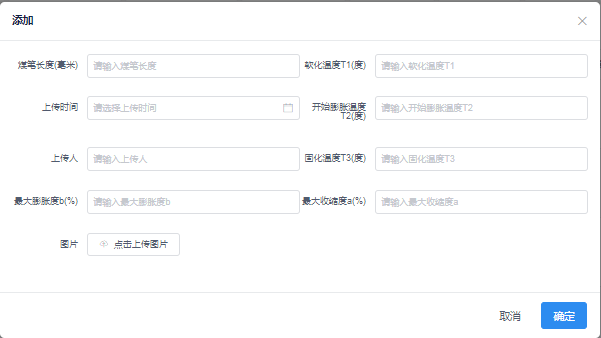 添加
煤笔长度(毫米) 请输入煤笔长度 软化温度T1(度) 请输入软化温度T1
上传时间 请选择上传时间 开始膨胀温度T2(度) 请输入开始膨胀温度T2
上传人 请输入上传人 固化温度T3(度) 请输入固化温度T3
最大膨胀度b(%) 请输入最大膨胀度b 最大收缩度a(%) 请输入最大收缩度a
图片 点击上传图片
取消 确定